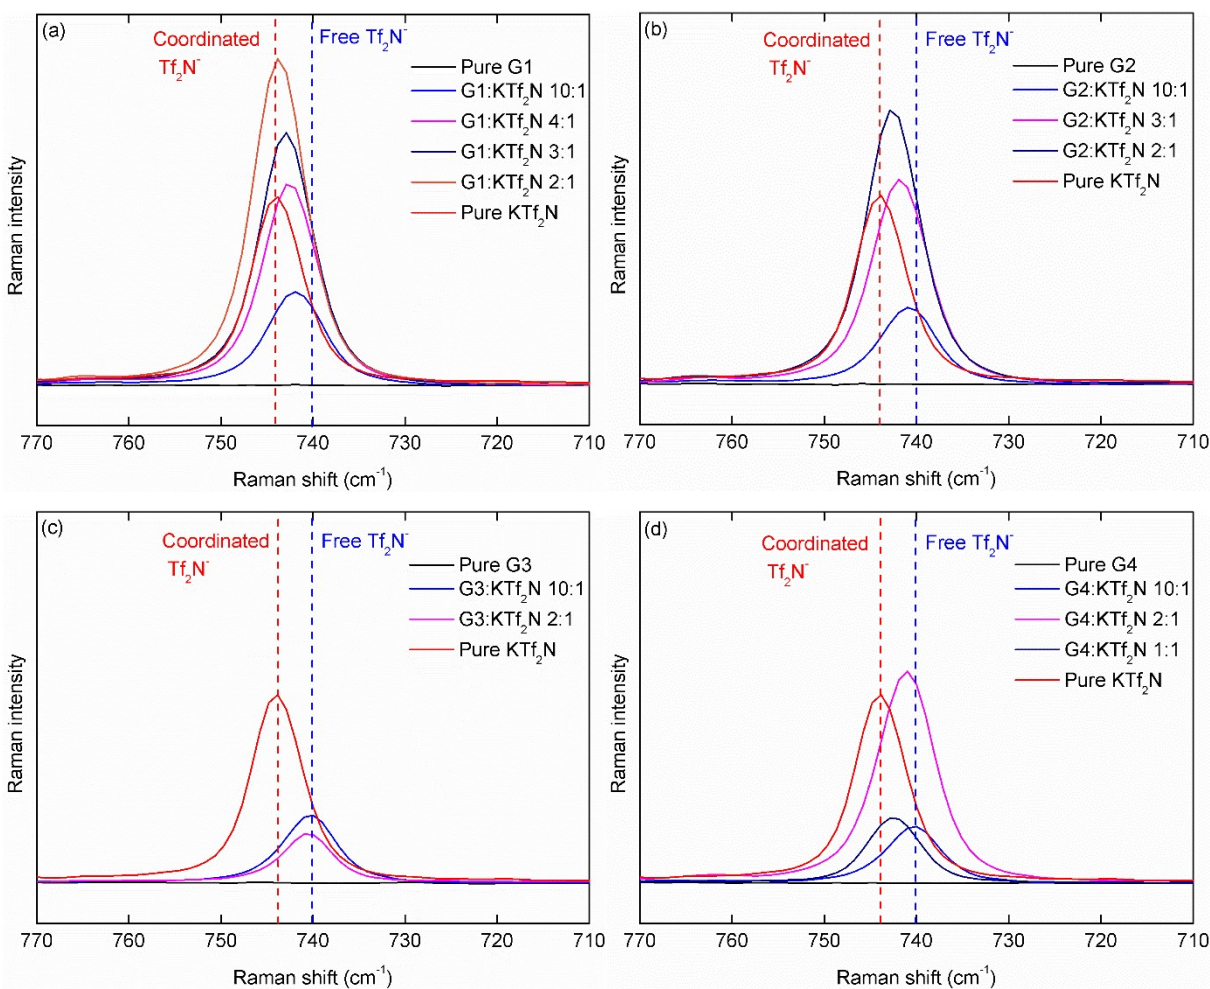 (a)
Coordinated
Tf₂N⁻
Free Tf₂N⁻
Pure G1
G1:KTf₂N 10:1
G1:KTf₂N 4:1
G1:KTf₂N 3:1
G1:KTf₂N 2:1
Pure KTf₂N
Raman intensity
770 760 750 740 730 720 710
Raman shift (cm⁻¹)
(b)
Coordinated
Tf₂N⁻
Free Tf₂N⁻
Pure G2
G2:KTf₂N 10:1
G2:KTf₂N 3:1
G2:KTf₂N 2:1
Pure KTf₂N
Raman intensity
770 760 750 740 730 720 710
Raman shift (cm⁻¹)
(c)
Coordinated
Tf₂N⁻
Free Tf₂N⁻
Pure G3
G3:KTf₂N 10:1
G3:KTf₂N 2:1
Pure KTf₂N
Raman intensity
770 760 750 740 730 720 710
Raman shift (cm⁻¹)
(d)
Coordinated
Tf₂N⁻
Free Tf₂N⁻
Pure G4
G4:KTf₂N 10:1
G4:KTf₂N 2:1
G4:KTf₂N 1:1
Pure KTf₂N
Raman intensity
770 760 750 740 730 720 710
Raman shift (cm⁻¹)